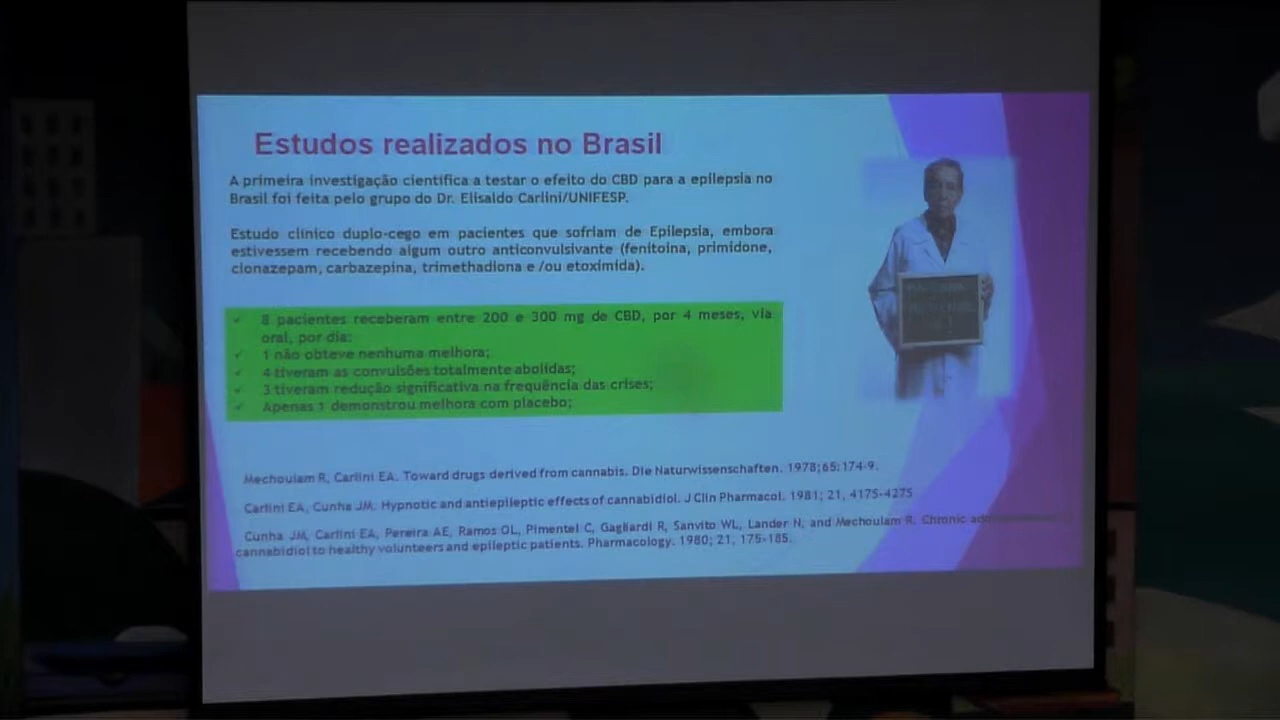 Estudos realizados no Brasil
A primeira investigação científica a testar o efeito do CBD para a epilepsia no
Brasil foi feita pelo grupo do Dr. Elisaldo Carlini/UNIFESP.
Estudo clínico duplo-cego em pacientes que sofriam de Epilepsia, embora
estivessem recebendo algum outro anticonvulsivante (fenitoína, primidone,
clonazepam, carbazepina, trimethadiona e /ou etoximida).
✓ 8 pacientes receberam entre 200 e 300 mg de CBD, por 4 meses, via
oral, por dia:
✓ 1 não obteve nenhuma melhora;
✓ 4 tiveram as convulsões totalmente abolidas;
✓ 3 tiveram redução significativa na frequência das crises;
✓ Apenas 1 demonstrou melhora com placebo;
Mechoulam R, Carlini EA. Toward drugs derived from cannabis. Die Naturwissenschaften. 1978;65:174-9.
Carlini EA, Cunha JM. Hypnotic and antiepileptic effects of cannabidiol. J Clin Pharmacol. 1981; 21, 417S-427S
Cunha JM, Carlini EA, Pereira AE, Ramos OL, Pimentel C, Gagliardi R, Sanvito WL, Lander N, and Mechoulam R. Chronic
cannabidiol to healthy volunteers and epileptic patients. Pharmacology. 1980; 21, 175-185.